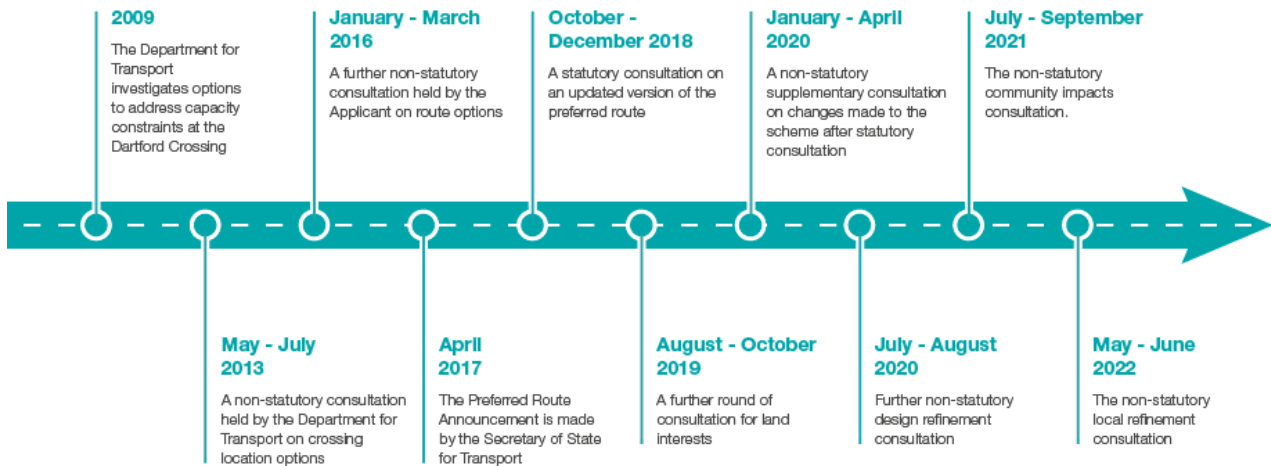 2009
The Department for
Transport
investigates options
to address capacity
constraints at the
Dartford Crossing
January - March
2016
A further non-statutory
consultation held by the
Applicant on route options
October -
December 2018
A statutory consultation on
an updated version of the
preferred route
January - April
2020
A non-statutory
supplementary consultation
on changes made to the
scheme after statutory
consultation
July - September
2021
The non-statutory
community impacts
consultation.
May - July
2013
A non-statutory consultation
held by the Department for
Transport on crossing
location options
April
2017
The Preferred Route
Announcement is made
by the Secretary of State
for Transport
August - October
2019
A further round of
consultation for land
interests
July - August
2020
Further non-statutory
design refinement
consultation
May - June
2022
The non-statutory
local refinement
consultation